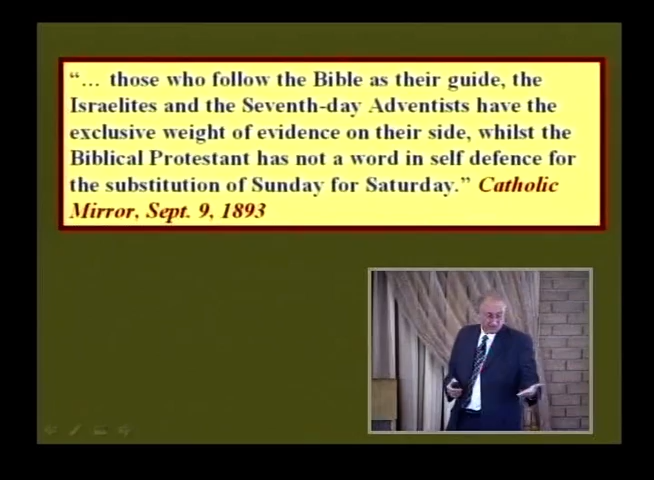 “... those who follow the Bible as their guide, the
Israelites and the Seventh-day Adventists have the
exclusive weight of evidence on their side, whilst the
Biblical Protestant has not a word in self defence for
the substitution of Sunday for Saturday.” Catholic
Mirror, Sept. 9, 1893